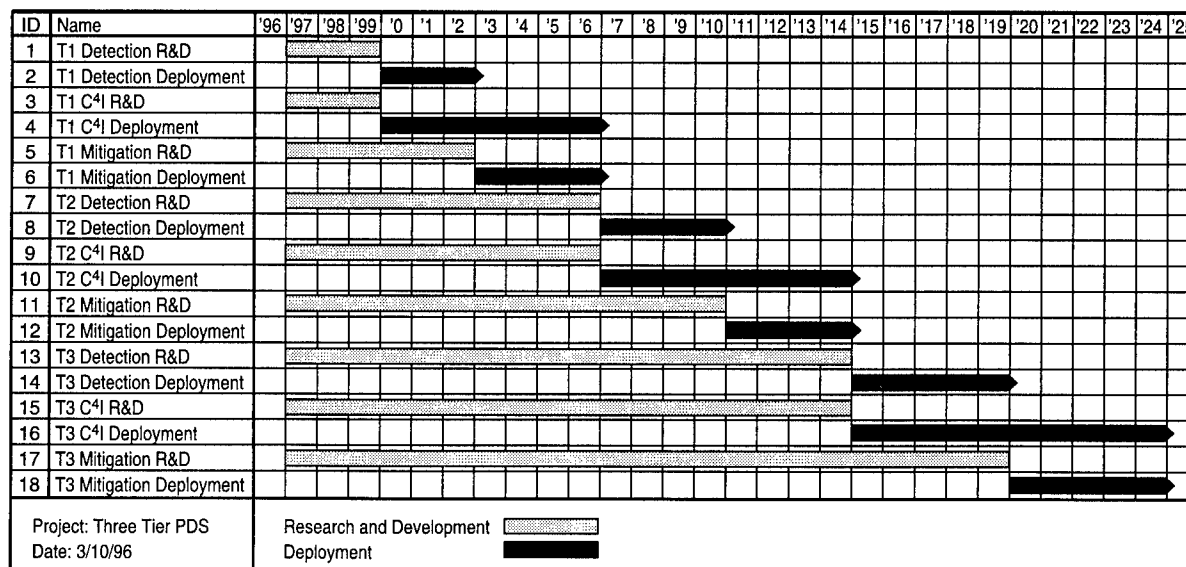 ID Name '96 '97 '98 '99 '0 '1 '2 '3 '4 '5 '6 '7 '8 '9 '10 '11 '12 '13 '14 '15 '16 '17 '18 '19 '20 '21 '22 '23 '24 '25
1 T1 Detection R&D
2 T1 Detection Deployment
3 T1 C⁴I R&D
4 T1 C⁴I Deployment
5 T1 Mitigation R&D
6 T1 Mitigation Deployment
7 T2 Detection R&D
8 T2 Detection Deployment
9 T2 C⁴I R&D
10 T2 C⁴I Deployment
11 T2 Mitigation R&D
12 T2 Mitigation Deployment
13 T3 Detection R&D
14 T3 Detection Deployment
15 T3 C⁴I R&D
16 T3 C⁴I Deployment
17 T3 Mitigation R&D
18 T3 Mitigation Deployment
Project: Three Tier PDS Research and Development
Date: 3/10/96 Deployment